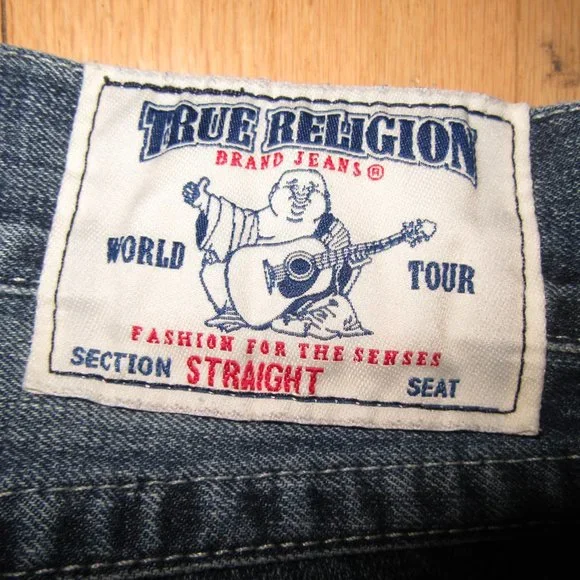 TRUE RELIGION
BRAND JEANS®
WORLD TOUR
FASHION FOR THE SENSES
SECTION STRAIGHT SEAT